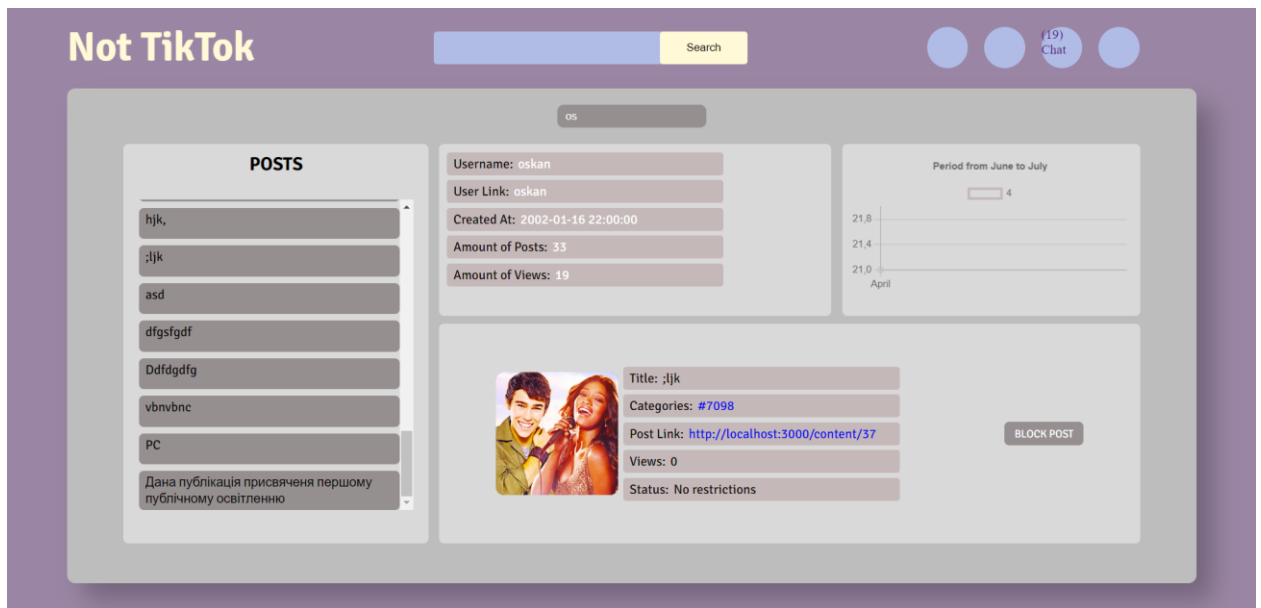 Not TikTok
Search
(19)
Chat
os
POSTS
hjk,
;ljk
asd
dfgsfgdf
Ddfdgdfg
vbnvbnc
PC
Дана публікація присвяченя першому
публічному освітленню
Username: oskan
User Link: oskan
Created At: 2002-01-16 22:00:00
Amount of Posts: 33
Amount of Views: 19
Period from June to July
4
21,8
21,4
21,0
April
Title: ;ljk
Categories: #7098
Post Link: http://localhost:3000/content/37
Views: 0
Status: No restrictions
BLOCK POST